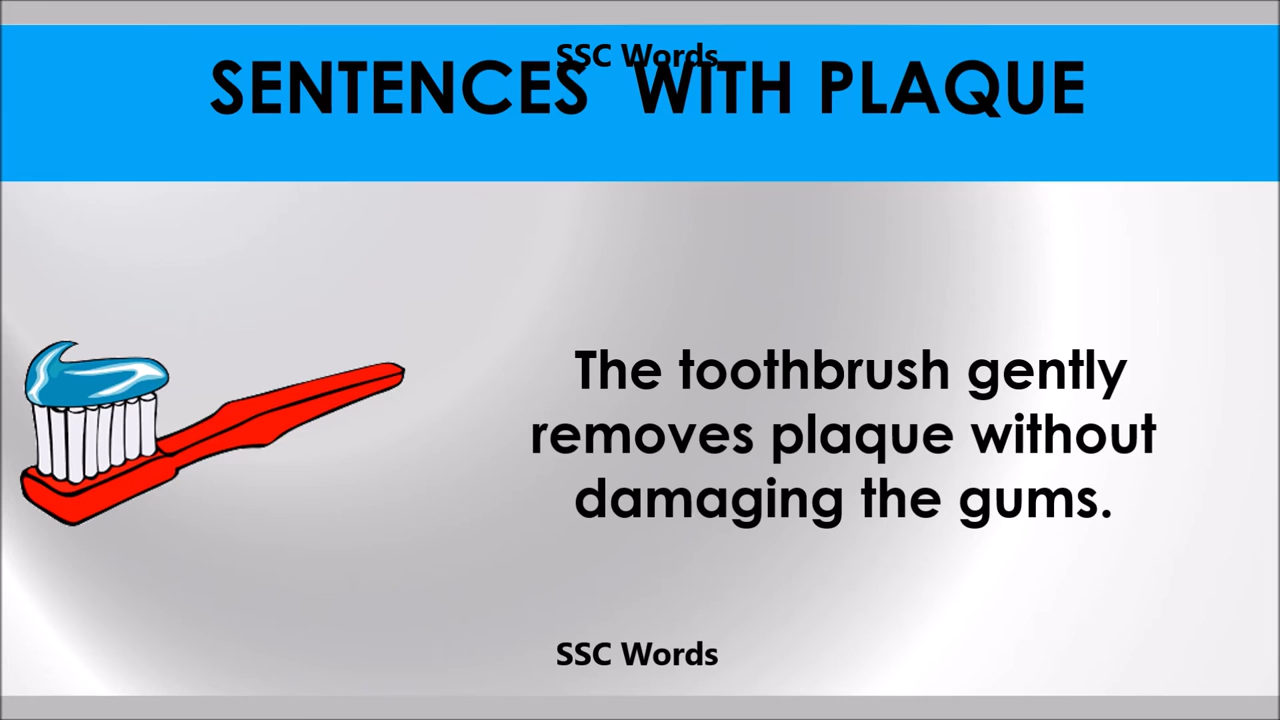 SSC Words
SENTENCES WITH PLAQUE
The toothbrush gently
removes plaque without
damaging the gums.
SSC Words